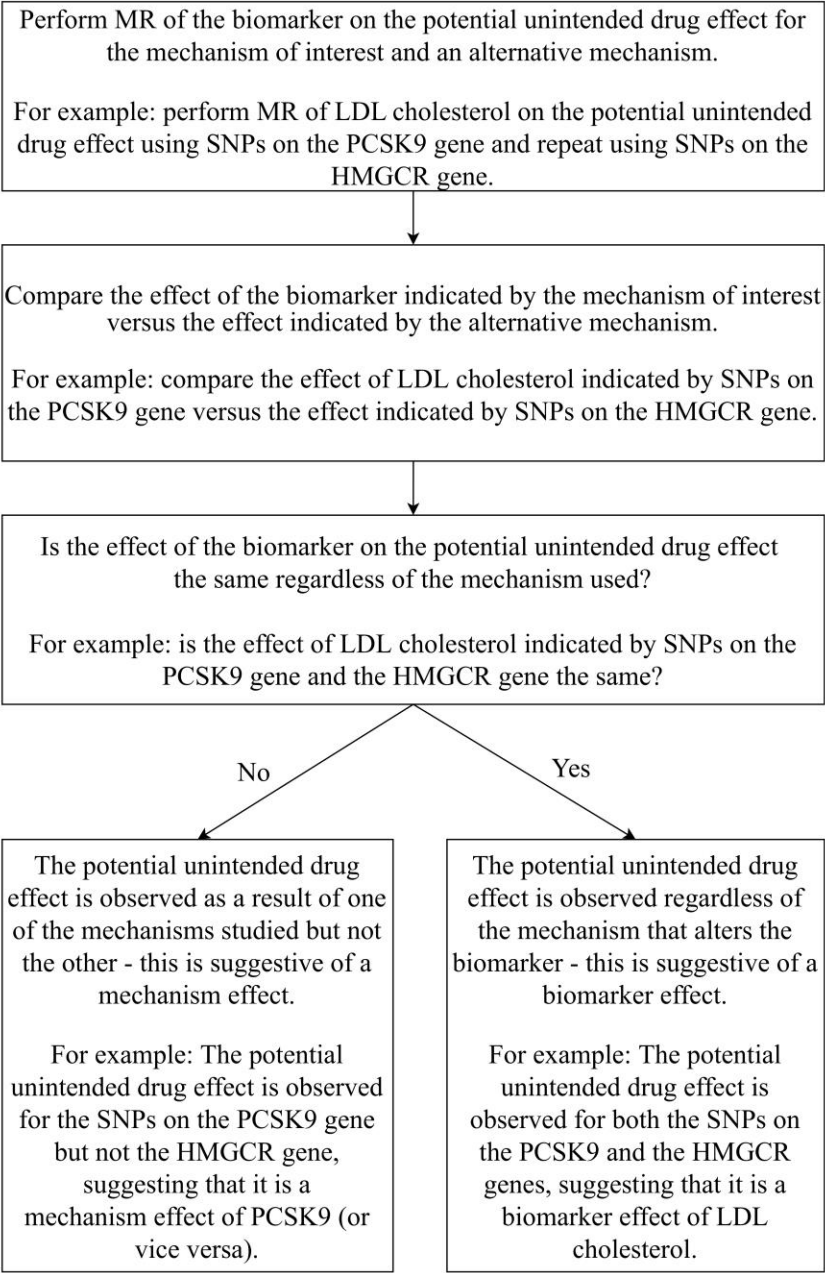 Perform MR of the biomarker on the potential unintended drug effect for
the mechanism of interest and an alternative mechanism.
For example: perform MR of LDL cholesterol on the potential unintended
drug effect using SNPs on the PCSK9 gene and repeat using SNPs on the
HMGCR gene.
Compare the effect of the biomarker indicated by the mechanism of interest
versus the effect indicated by the alternative mechanism.
For example: compare the effect of LDL cholesterol indicated by SNPs on
the PCSK9 gene versus the effect indicated by SNPs on the HMGCR gene.
Is the effect of the biomarker on the potential unintended drug effect
the same regardless of the mechanism used?
For example: is the effect of LDL cholesterol indicated by SNPs on the
PCSK9 gene and the HMGCR gene the same?
No
Yes
The potential unintended drug
effect is observed as a result of one
of the mechanisms studied but not
the other - this is suggestive of a
mechanism effect.
For example: The potential
unintended drug effect is observed
for the SNPs on the PCSK9 gene
but not the HMGCR gene,
suggesting that it is a
mechanism effect of PCSK9 (or
vice versa).
The potential unintended drug
effect is observed regardless of
the mechanism that alters the
biomarker - this is suggestive of a
biomarker effect.
For example: The potential
unintended drug effect is
observed for both the SNPs on
the PCSK9 and the HMGCR
genes, suggesting that it is a
biomarker effect of LDL
cholesterol.